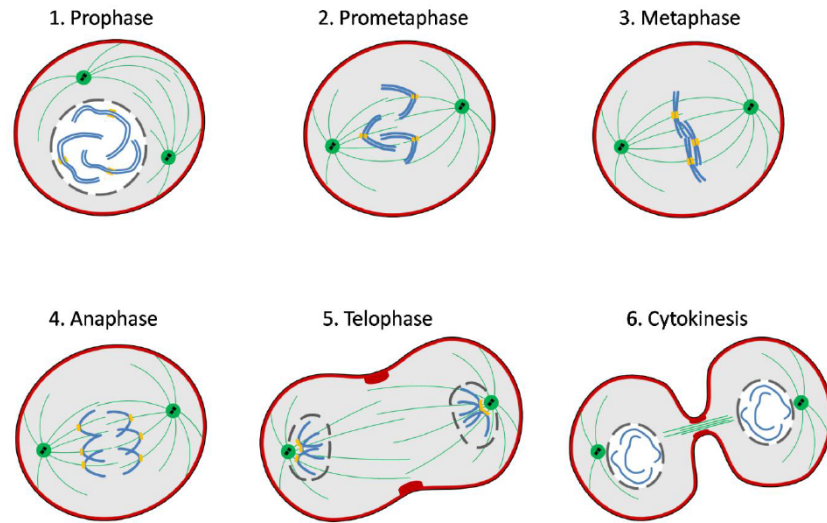 1. Prophase
2. Prometaphase
3. Metaphase
4. Anaphase
5. Telophase
6. Cytokinesis